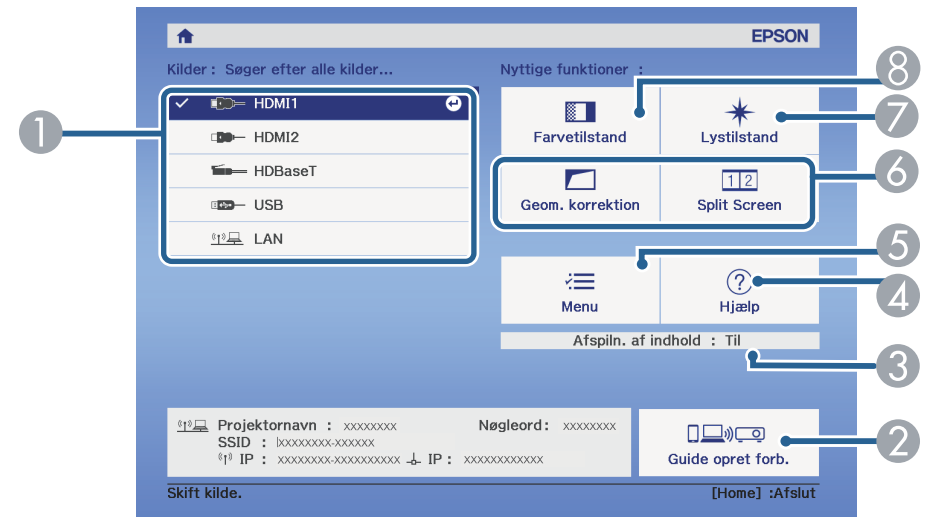 EPSON
Kilder : Søger efter alle kilder...
HDMI1
HDMI2
HDBaseT
USB
LAN
Nyttige funktioner :
Farvetilstand
Lystilstand
Geom. korrektion
1 2
Split Screen
Menu
?
Hjælp
Afspiln. af indhold : Til
Projektornavn : xxxxxxxx
Nøgleord: xxxxxxxx
SSID : xxxxxxxx-xxxxxx
IP : xxxxxxxx-xxxxxxxxxx IP : xxxxxxxxxxxx
Guide opret forb.
Skift kilde.
[Home] :Afslut
1
8
7
6
5
4
3
2